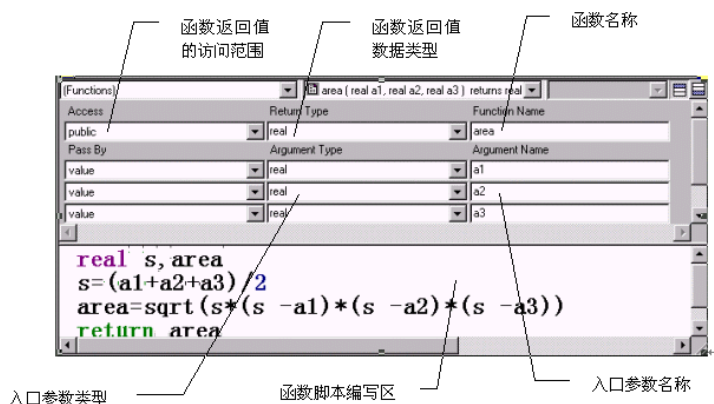 函数返回值
的访问范围
函数返回值
数据类型
函数名称
(Functions)
area ( real a1, real a2, real a3 ) returns real
Access
Return Type
Function Name
public
real
area
Pass By
Argument Type
Argument Name
value
real
a1
value
real
a2
value
real
a3
real s,area
s=(a1+a2+a3)/2
area=sqrt(s*(s -a1)*(s -a2)*(s -a3))
return area
入口参数类型
函数脚本编写区
入口参数名称